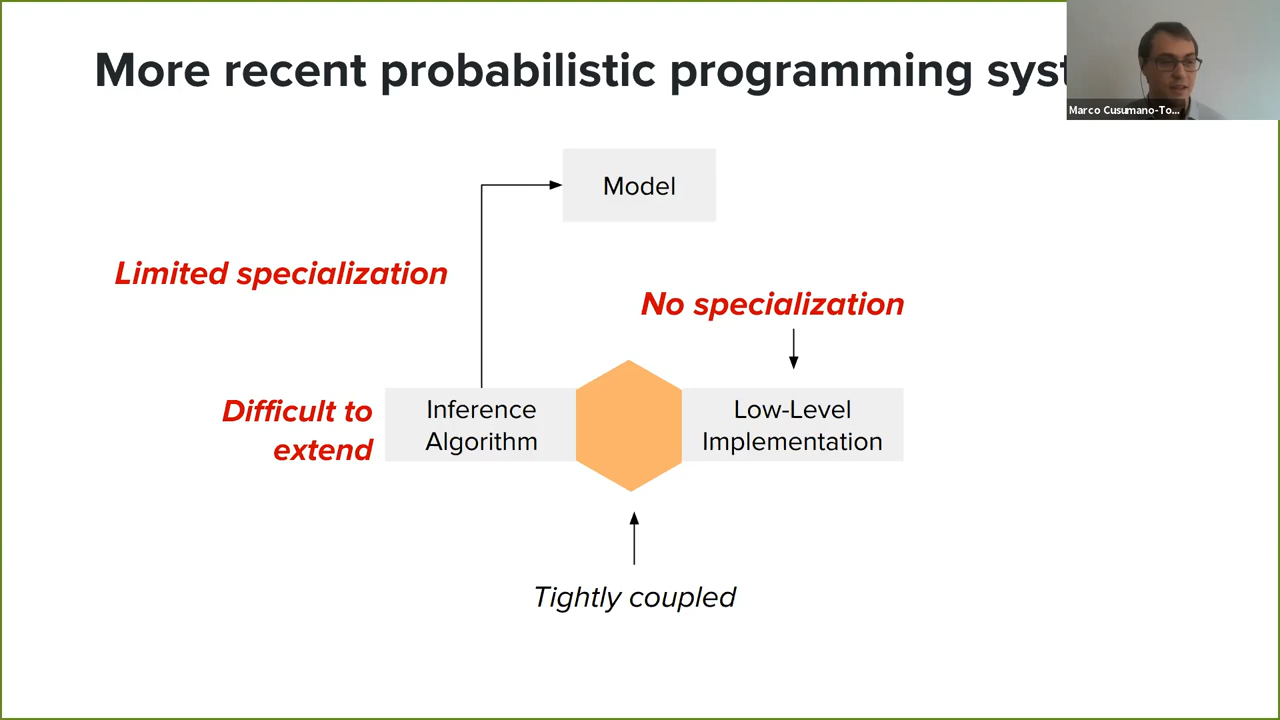 More recent probabilistic programming syst
Marco Cusumano-To...
Model
Limited specialization
No specialization
Difficult to
extend
Inference
Algorithm
Low-Level
Implementation
Tightly coupled